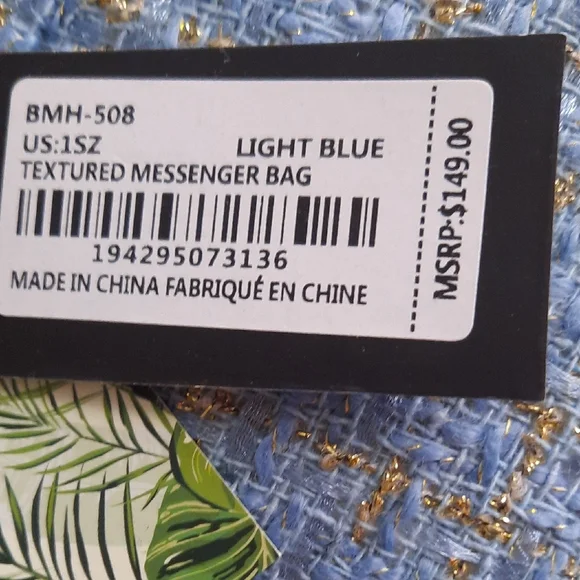 BMH-508
US:1SZ LIGHT BLUE
TEXTURED MESSENGER BAG
194295073136
MADE IN CHINA FABRIQUÉ EN CHINE
MSRP:$149.00